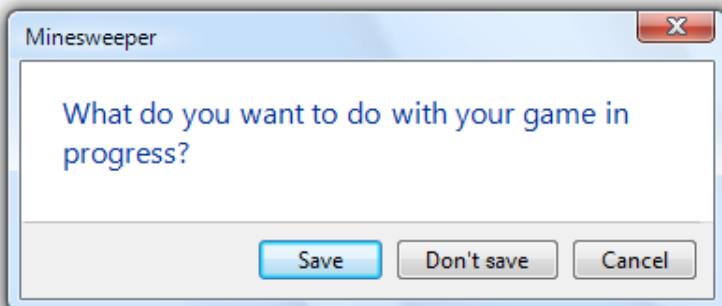 Minesweeper
What do you want to do with your game in
progress?
Save
Don't save
Cancel